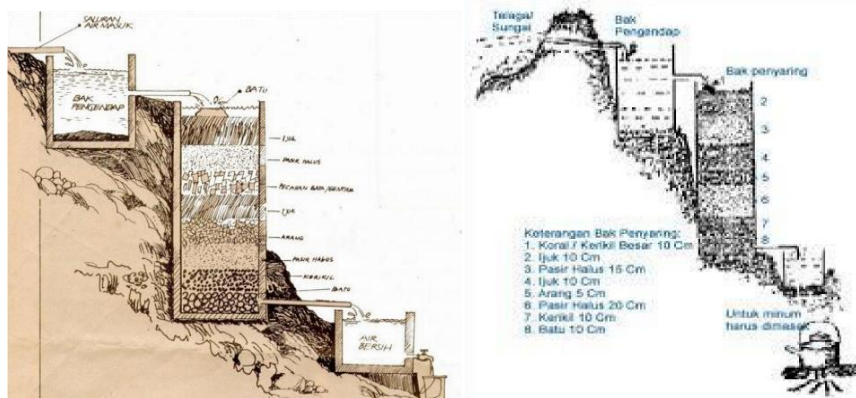 SALURAN
AIR MASUK
BAK
PENGENDAP
BATU
IJUK
PASIR HALUS
PECAHAN BATA/GENTENG
IJUK
ARANG
PASIR HALUS
KERIKIL
BATU
AIR
BERSIH
Telaga/
Sungai
Bak
Pengendap
Bak penyaring
2
3
4
5
6
7
8
Keterangan Bak Penyaring:
1. Koral / Kerikil Besar 10 Cm
2. Ijuk 10 Cm
3. Pasir Halus 15 Cm
4. Ijuk 10 Cm
5. Arang 5 Cm
6. Pasir Halus 20 Cm
7. Kerikil 10 Cm
8. Batu 10 Cm
Untuk minum
harus dimasak